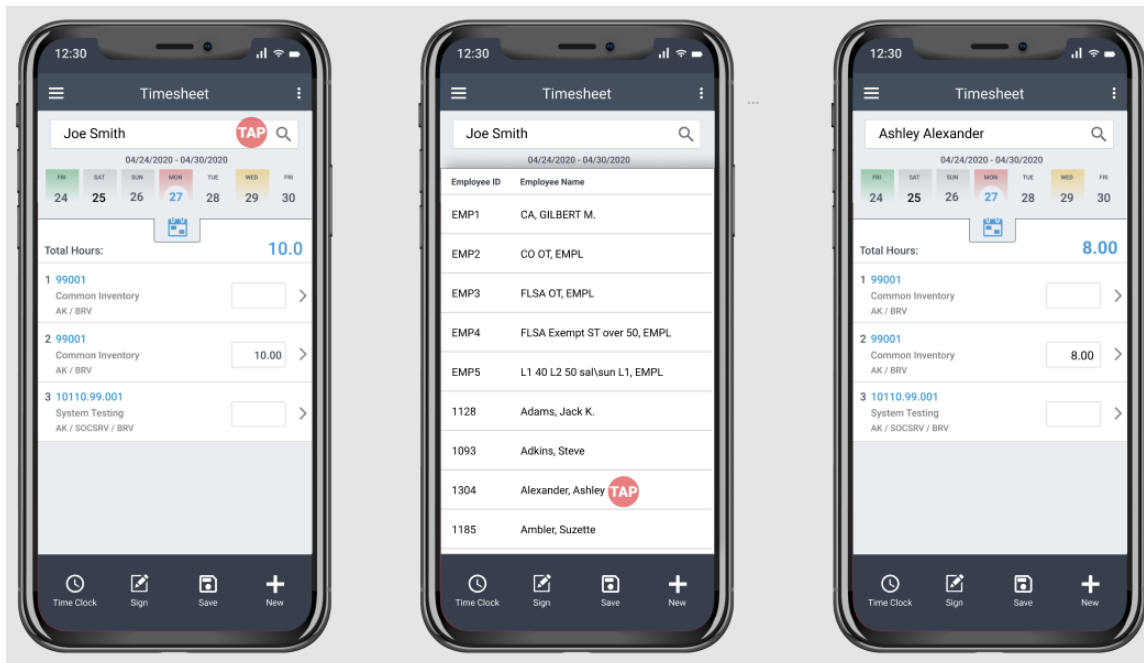 12:30
Timesheet
Joe Smith TAP
04/24/2020 - 04/30/2020
FRI SAT SUN MON TUE WED FRI
24 25 26 27 28 29 30
Total Hours: 10.0
1 99001
Common Inventory
AK / BRV
2 99001
Common Inventory 10.00
AK / BRV
3 10110.99.001
System Testing
AK / SOCSRV / BRV
Time Clock Sign Save New
12:30
Timesheet
Joe Smith
04/24/2020 - 04/30/2020
Employee ID Employee Name
EMP1 CA, GILBERT M.
EMP2 CO OT, EMPL
EMP3 FLSA OT, EMPL
EMP4 FLSA Exempt ST over 50, EMPL
EMP5 L1 40 L2 50 sal\sun L1, EMPL
1128 Adams, Jack K.
1093 Adkins, Steve
1304 Alexander, Ashley TAP
1185 Ambler, Suzette
Time Clock Sign Save New
...
12:30
Timesheet
Ashley Alexander
04/24/2020 - 04/30/2020
FRI SAT SUN MON TUE WED FRI
24 25 26 27 28 29 30
Total Hours: 8.00
1 99001
Common Inventory
AK / BRV
2 99001
Common Inventory 8.00
AK / BRV
3 10110.99.001
System Testing
AK / SOCSRV / BRV
Time Clock Sign Save New